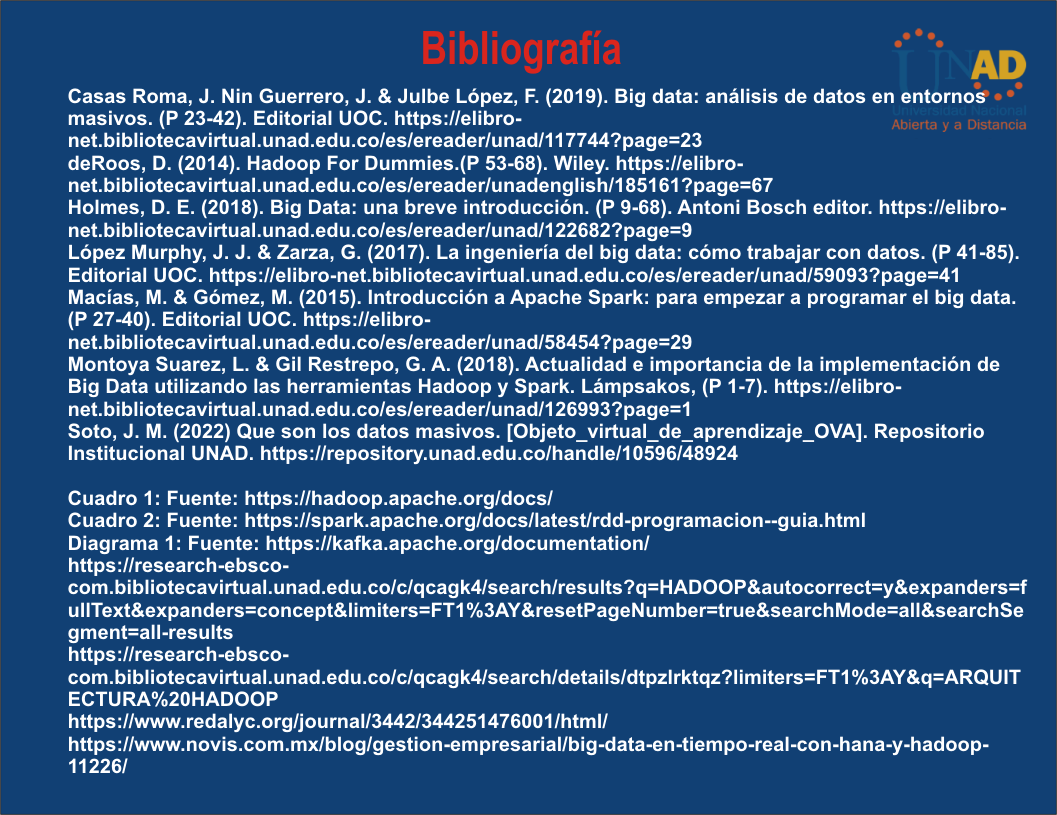 Bibliografía
UNAD
Universidad Nacional
Abierta y a Distancia
Casas Roma, J. Nin Guerrero, J. & Julbe López, F. (2019). Big data: análisis de datos en entornos
masivos. (P 23-42). Editorial UOC. https://elibro-
net.bibliotecavirtual.unad.edu.co/es/ereader/unad/117744?page=23
deRoos, D. (2014). Hadoop For Dummies.(P 53-68). Wiley. https://elibro-
net.bibliotecavirtual.unad.edu.co/es/ereader/unadenglish/185161?page=67
Holmes, D. E. (2018). Big Data: una breve introducción. (P 9-68). Antoni Bosch editor. https://elibro-
net.bibliotecavirtual.unad.edu.co/es/ereader/unad/122682?page=9
López Murphy, J. J. & Zarza, G. (2017). La ingeniería del big data: cómo trabajar con datos. (P 41-85).
Editorial UOC. https://elibro-net.bibliotecavirtual.unad.edu.co/es/ereader/unad/59093?page=41
Macías, M. & Gómez, M. (2015). Introducción a Apache Spark: para empezar a programar el big data.
(P 27-40). Editorial UOC. https://elibro-
net.bibliotecavirtual.unad.edu.co/es/ereader/unad/58454?page=29
Montoya Suarez, L. & Gil Restrepo, G. A. (2018). Actualidad e importancia de la implementación de
Big Data utilizando las herramientas Hadoop y Spark. Lámpsakos, (P 1-7). https://elibro-
net.bibliotecavirtual.unad.edu.co/es/ereader/unad/126993?page=1
Soto, J. M. (2022) Que son los datos masivos. [Objeto_virtual_de_aprendizaje_OVA]. Repositorio
Institucional UNAD. https://repository.unad.edu.co/handle/10596/48924
Cuadro 1: Fuente: https://hadoop.apache.org/docs/
Cuadro 2: Fuente: https://spark.apache.org/docs/latest/rdd-programacion--guia.html
Diagrama 1: Fuente: https://kafka.apache.org/documentation/
https://research-ebsco-
com.bibliotecavirtual.unad.edu.co/c/qcagk4/search/results?q=HADOOP&autocorrect=y&expanders=f
ullText&expanders=concept&limiters=FT1%3AY&resetPageNumber=true&searchMode=all&searchSe
gment=all-results
https://research-ebsco-
com.bibliotecavirtual.unad.edu.co/c/qcagk4/search/details/dtpzlrktqz?limiters=FT1%3AY&q=ARQUIT
ECTURA%20HADOOP
https://www.redalyc.org/journal/3442/344251476001/html/
https://www.novis.com.mx/blog/gestion-empresarial/big-data-en-tiempo-real-con-hana-y-hadoop-
11226/